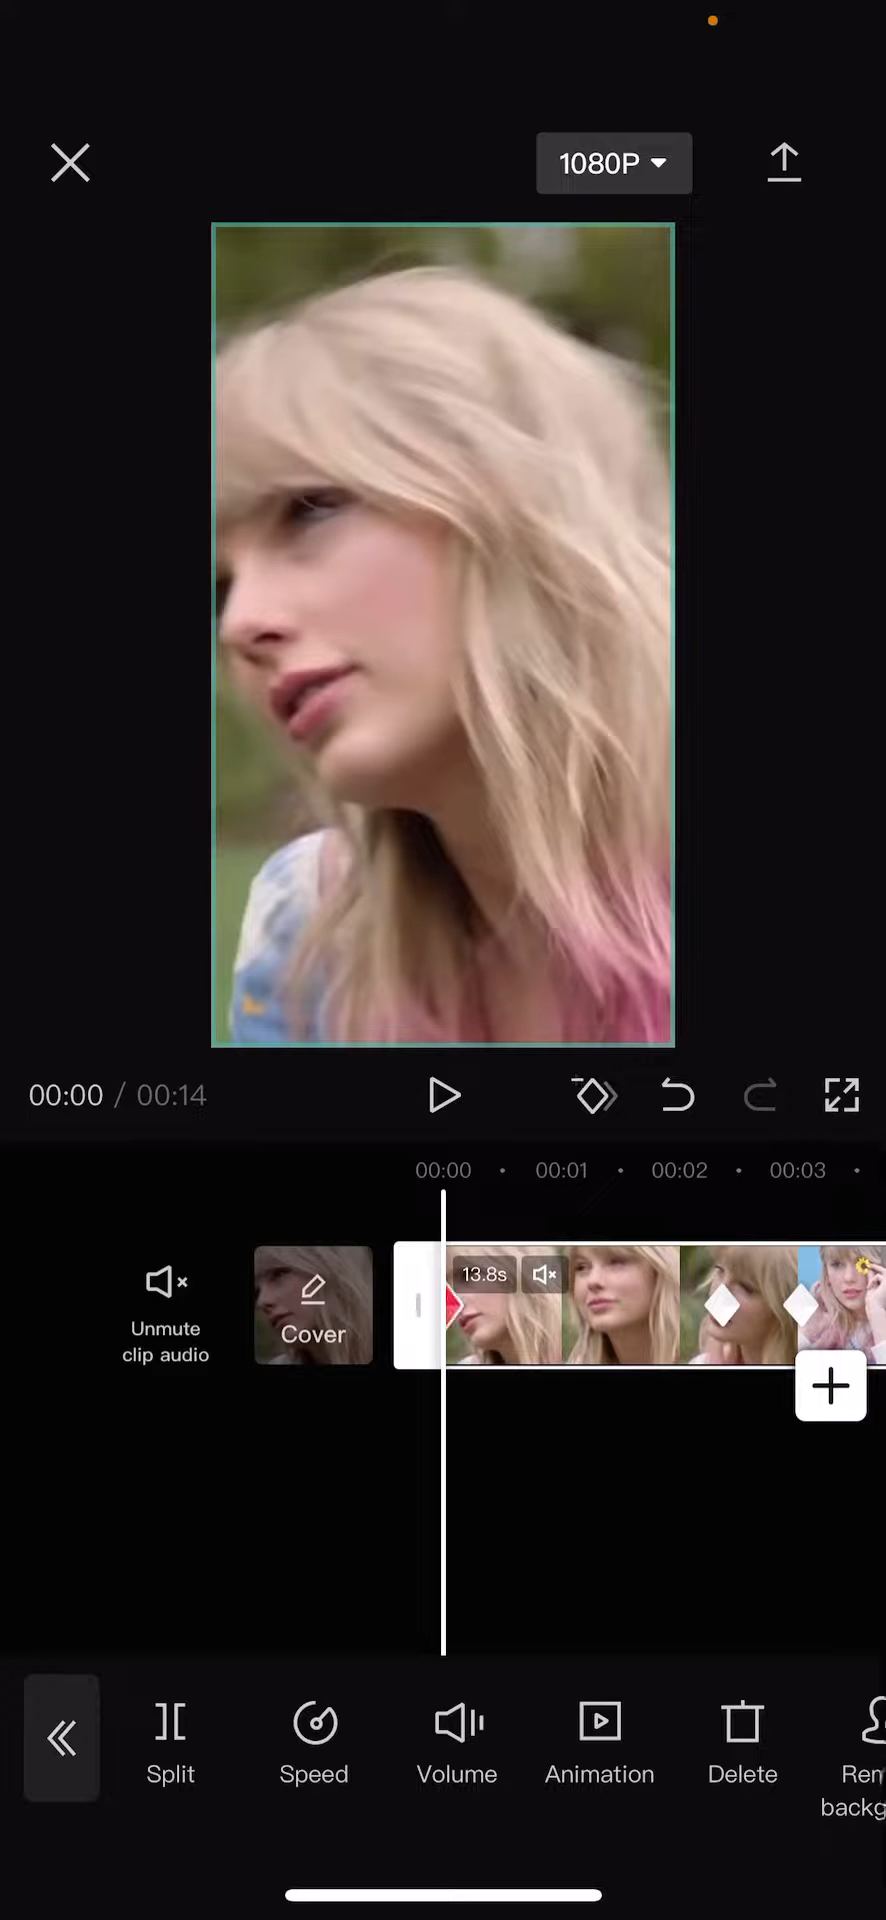 1080P
00:00 / 00:14
00:00 00:01 00:02 00:03
13.8s
Cover
Unmute
clip audio
Split Speed Volume Animation Delete Rem
backg